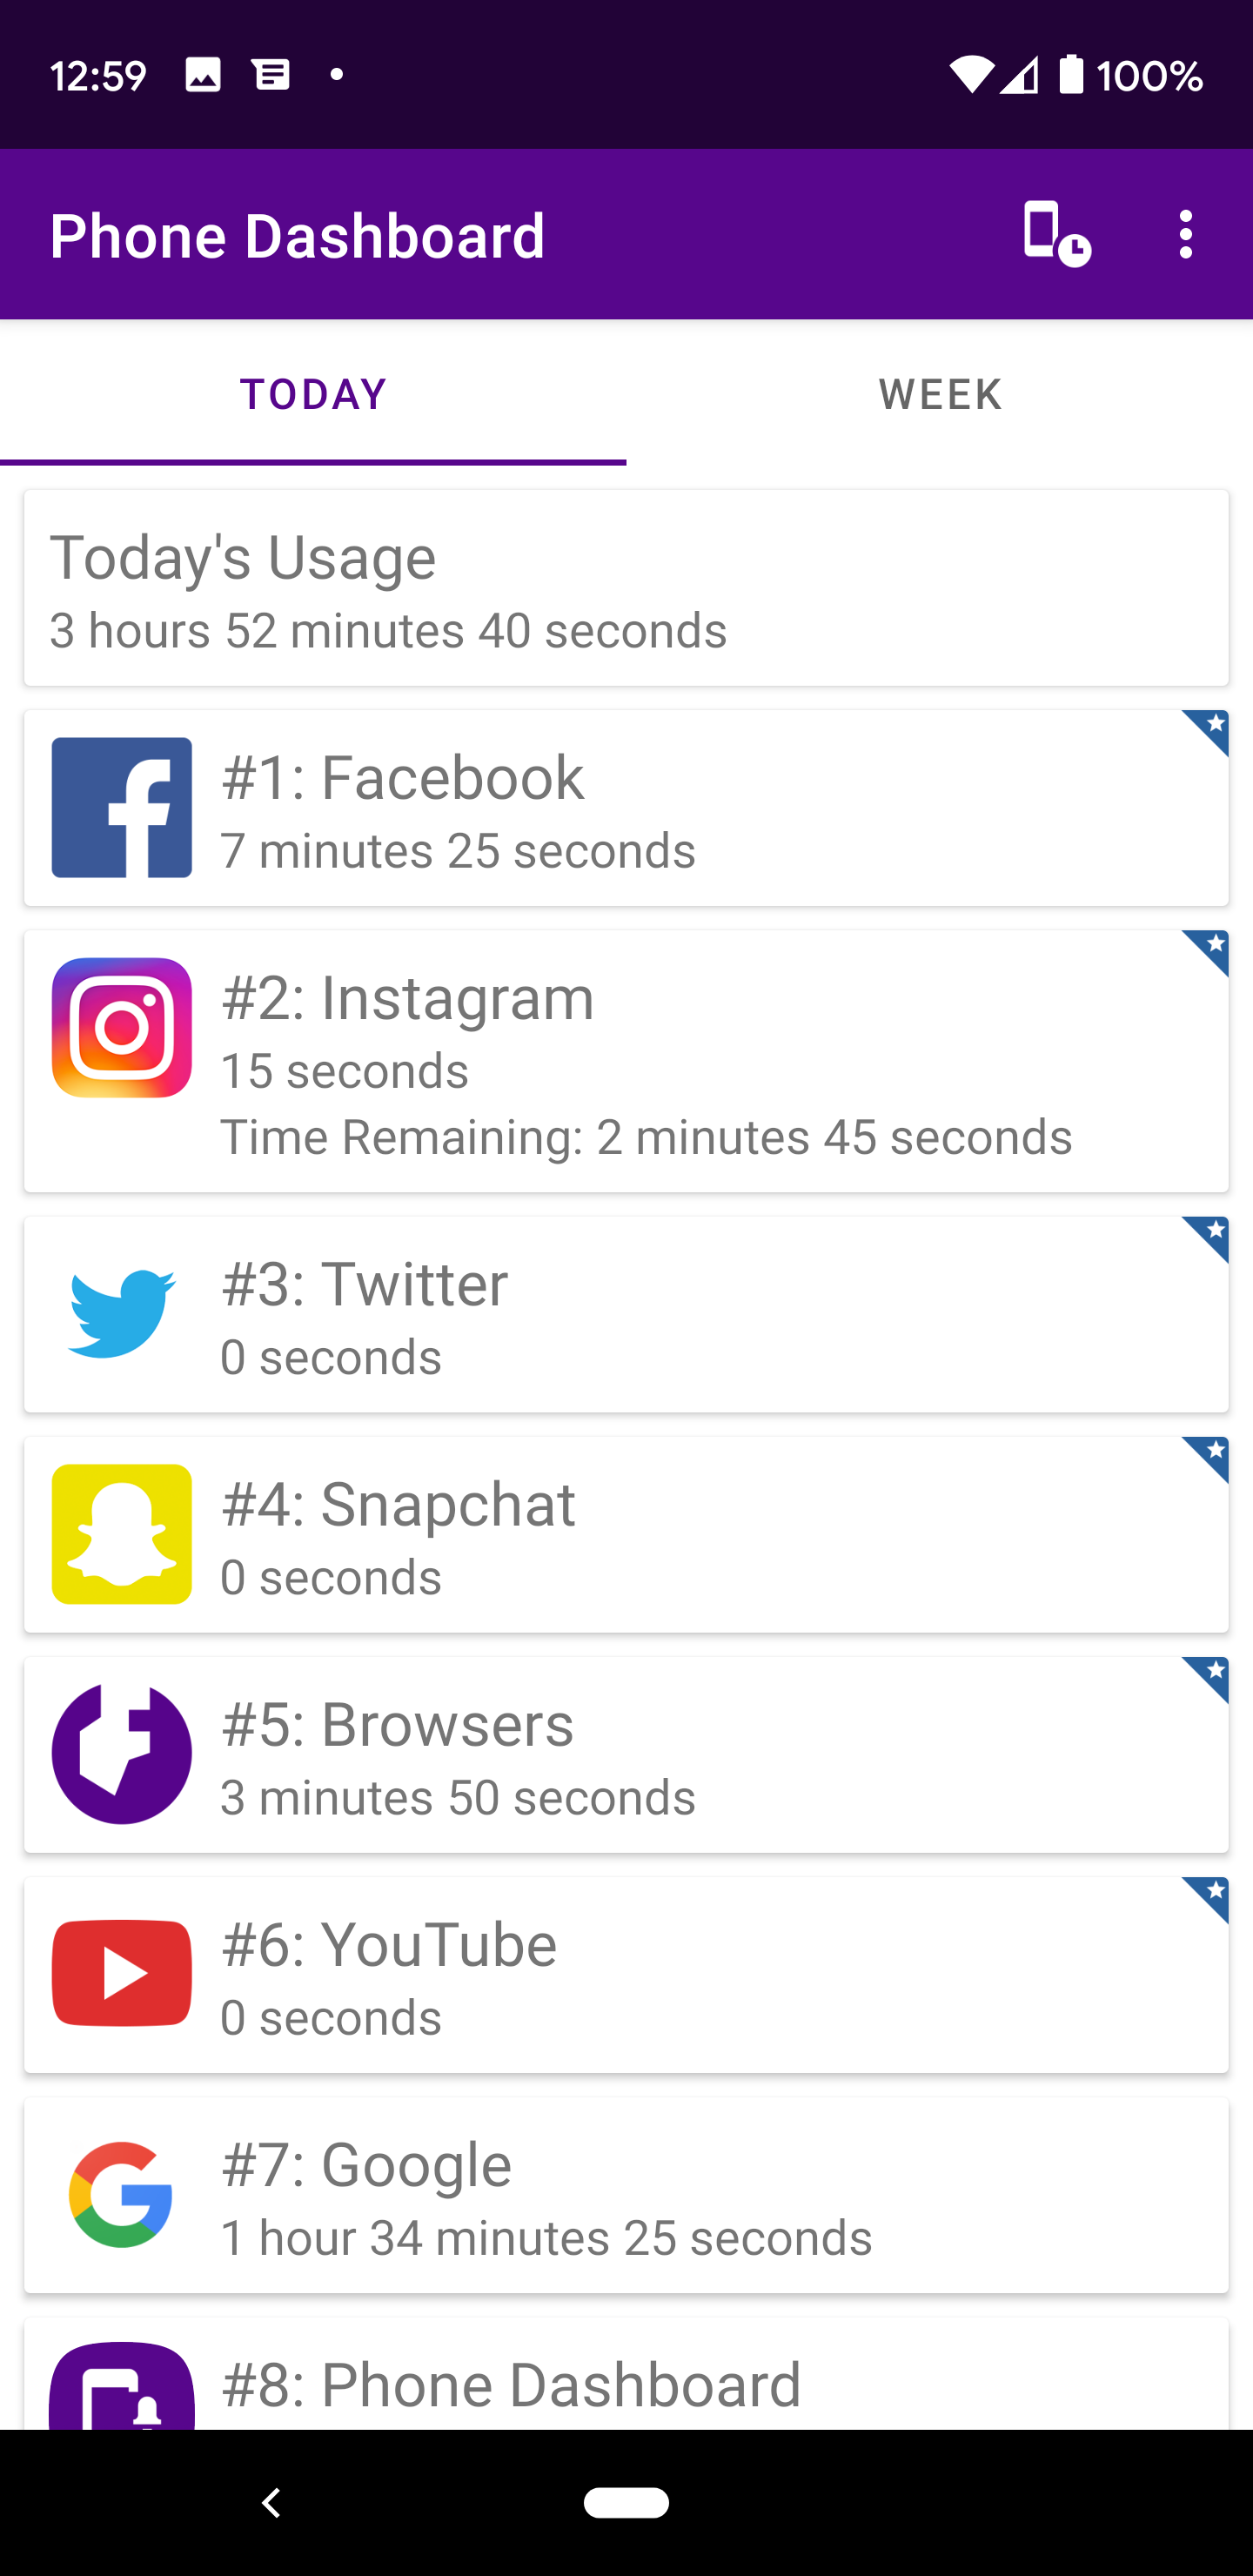 12:59
100%
Phone Dashboard
TODAY
WEEK
Today's Usage
3 hours 52 minutes 40 seconds
#1: Facebook
7 minutes 25 seconds
#2: Instagram
15 seconds
Time Remaining: 2 minutes 45 seconds
#3: Twitter
0 seconds
#4: Snapchat
0 seconds
#5: Browsers
3 minutes 50 seconds
#6: YouTube
0 seconds
#7: Google
1 hour 34 minutes 25 seconds
#8: Phone Dashboard